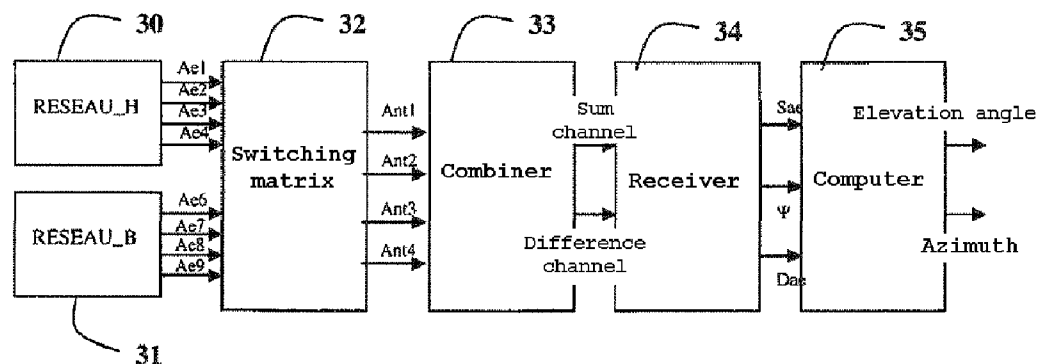 30
32
33
34
35
RESEAU_H
Ae1
Ae2
Ae3
Ae4
RESEAU_B
Ae6
Ae7
Ae8
Ae9
31
Switching
matrix
Ant1
Ant2
Ant3
Ant4
Combiner
Sum
channel
Difference
channel
Receiver
Sae
Ψ
Dae
Computer
Elevation angle
Azimuth